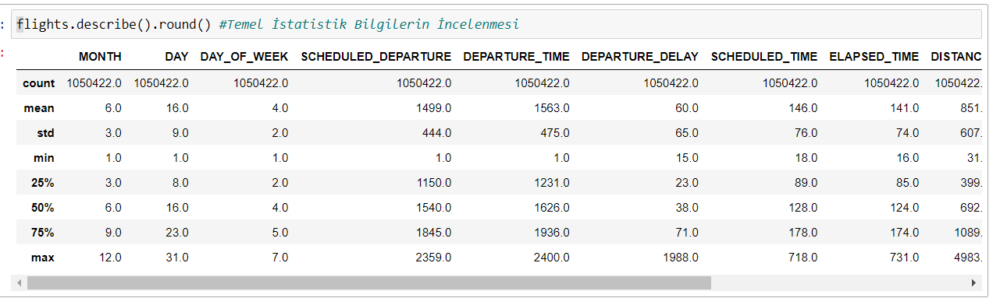 : flights.describe().round() #Temel İstatistik Bilgilerin İncelenmesi
:
MONTH DAY DAY_OF_WEEK SCHEDULED_DEPARTURE DEPARTURE_TIME DEPARTURE_DELAY SCHEDULED_TIME ELAPSED_TIME DISTANC
count 1050422.0 1050422.0 1050422.0 1050422.0 1050422.0 1050422.0 1050422.0 1050422.0 1050422.
mean 6.0 16.0 4.0 1499.0 1563.0 60.0 146.0 141.0 851.
std 3.0 9.0 2.0 444.0 475.0 65.0 76.0 74.0 607.
min 1.0 1.0 1.0 1.0 1.0 15.0 18.0 16.0 31.
25% 3.0 8.0 2.0 1150.0 1231.0 23.0 89.0 85.0 399.
50% 6.0 16.0 4.0 1540.0 1626.0 38.0 128.0 124.0 692.
75% 9.0 23.0 5.0 1845.0 1936.0 71.0 178.0 174.0 1089.
max 12.0 31.0 7.0 2359.0 2400.0 1988.0 718.0 731.0 4983.